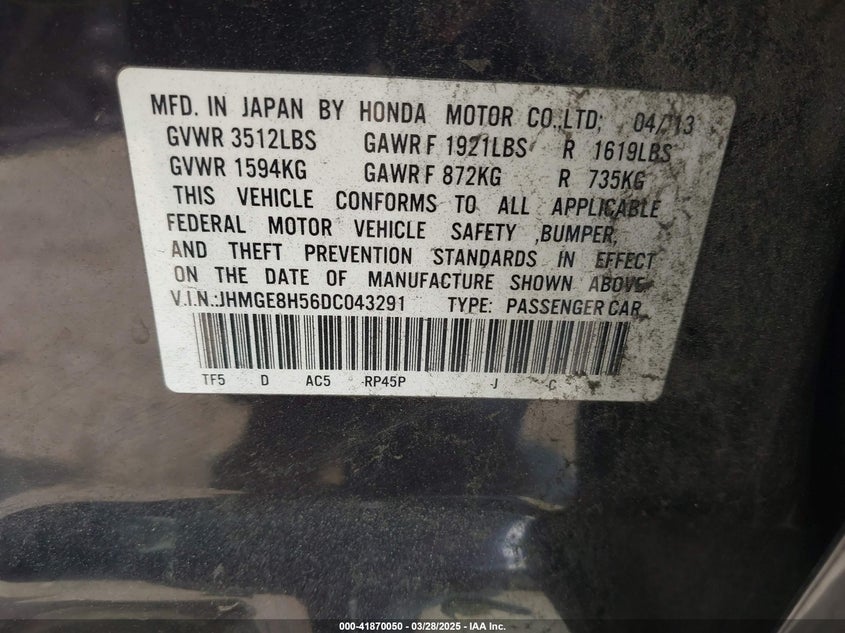 MFD. IN JAPAN BY HONDA MOTOR CO.,LTD; 04/13
GVWR 3512LBS GAWR F 1921LBS R 1619LBS
GVWR 1594KG GAWR F 872KG R 735KG
THIS VEHICLE CONFORMS TO ALL APPLICABLE
FEDERAL MOTOR VEHICLE SAFETY ,BUMPER,
AND THEFT PREVENTION STANDARDS IN EFFECT
ON THE DATE OF MANUFACTURE SHOWN ABOVE.
V.I.N.:JHMGE8H56DC043291 TYPE: PASSENGER CAR
TF5 D AC5 RP45P J C
000-41870050 - 03/28/2025 - IAA Inc.